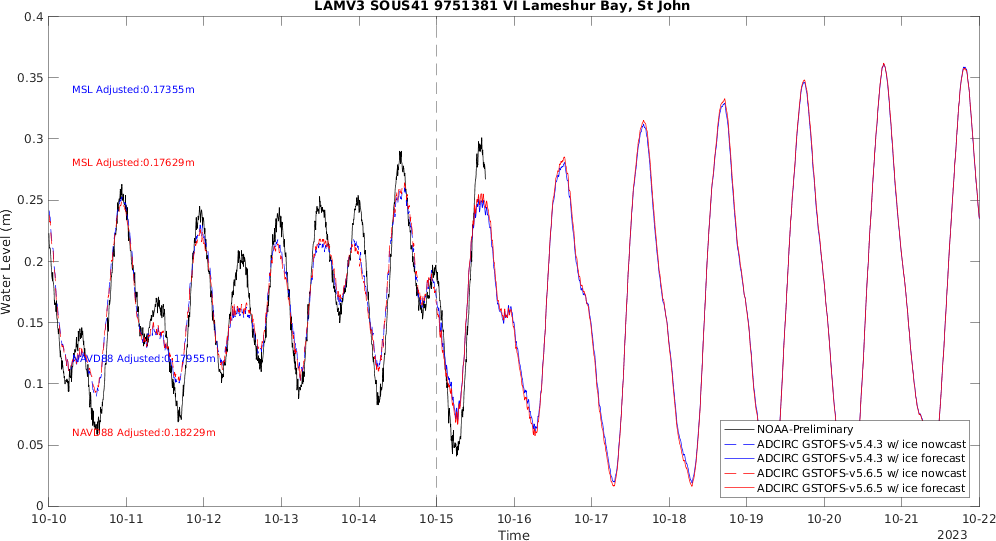 LAMV3 SOUS41 9751381 VI Lameshur Bay, St John
0.4
0.35
0.3
0.25
0.2
0.15
0.1
0.05
0
Water Level (m)
MSL Adjusted:0.17355m
MSL Adjusted:0.17629m
NAVD88 Adjusted:0.17955m
NAVD88 Adjusted:0.18229m
NOAA-Preliminary
ADCIRC GSTOFS-v5.4.3 w/ ice nowcast
ADCIRC GSTOFS-v5.4.3 w/ ice forecast
ADCIRC GSTOFS-v5.6.5 w/ ice nowcast
ADCIRC GSTOFS-v5.6.5 w/ ice forecast
10-10 10-11 10-12 10-13 10-14 10-15 10-16 10-17 10-18 10-19 10-20 10-21 10-22
Time
2023